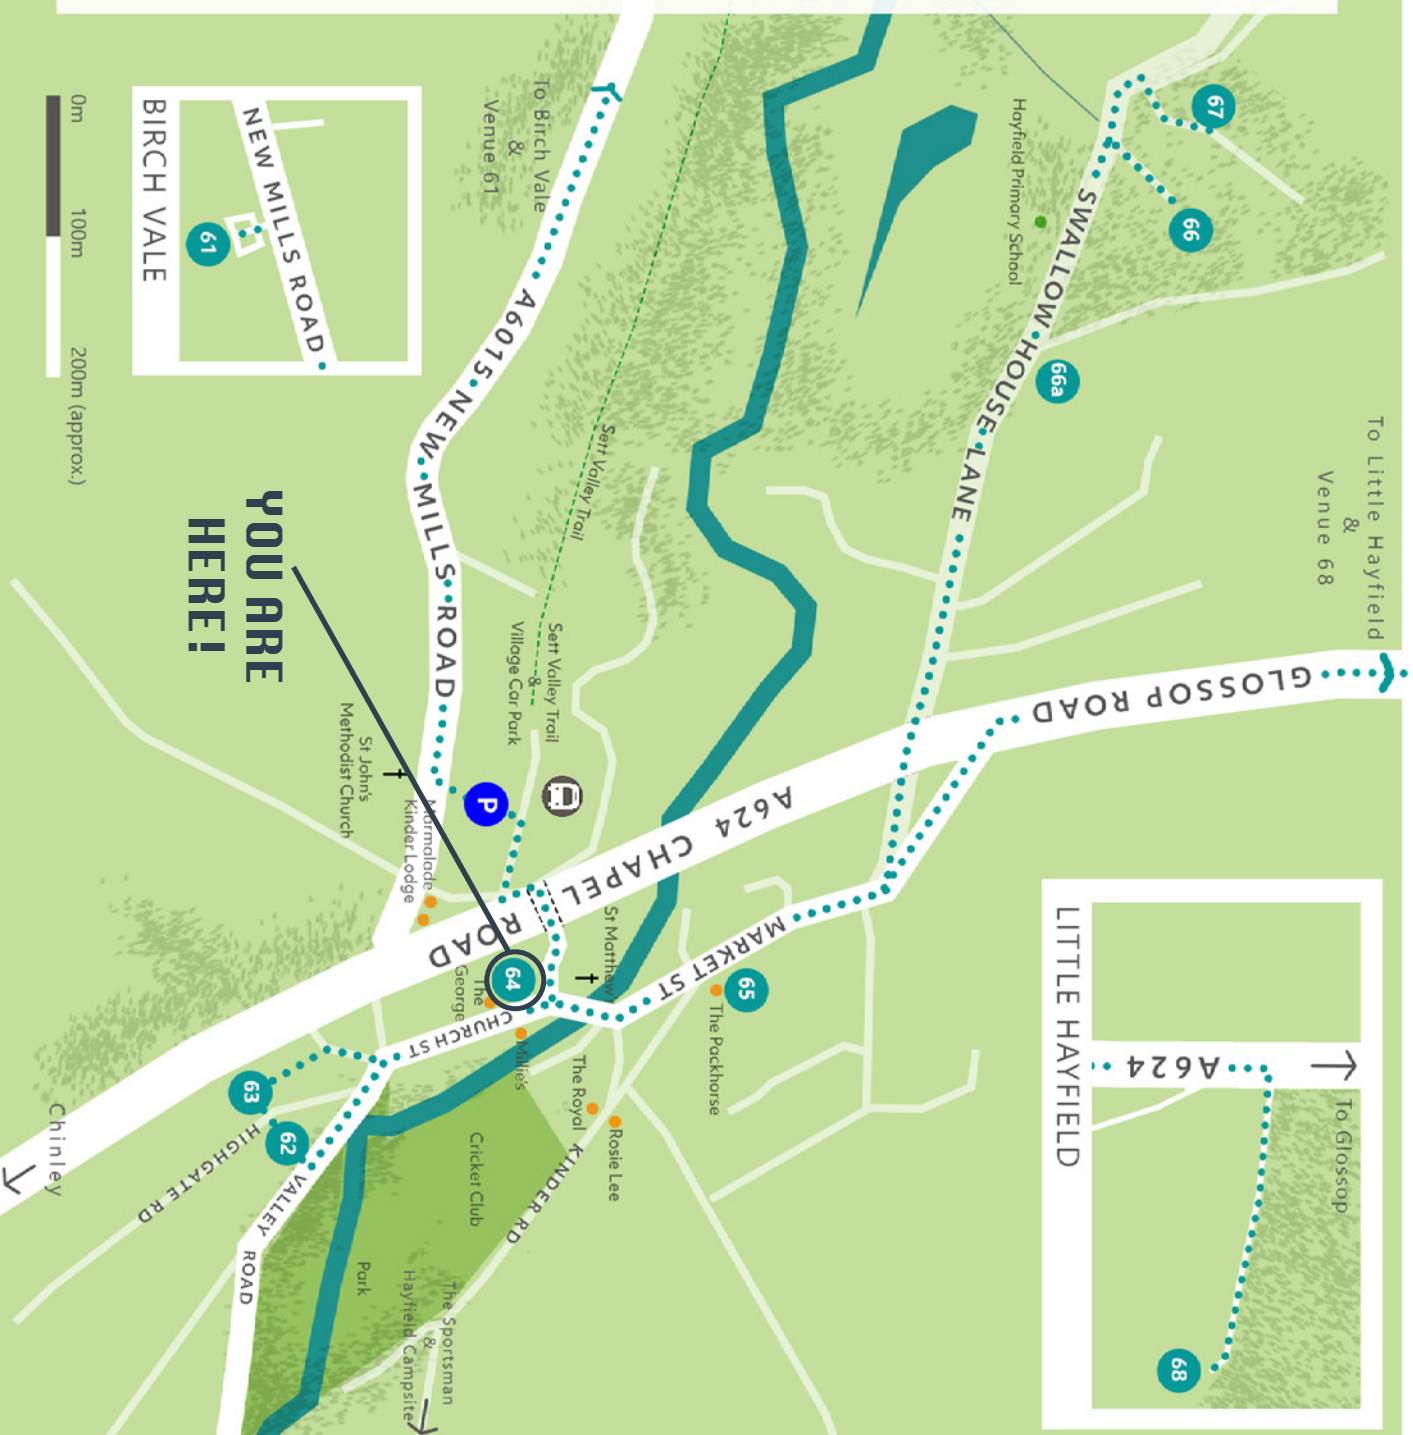 To Little Hayfield
&
Venue 68
GLOSSOP ROAD
LITTLE HAYFIELD
A624
To Glossop
68
67
66
66a
SWALLOW HOUSE LANE
Hayfield Primary School
A624 CHAPEL ROAD
MARKET ST
65
The Packhorse
St Matthew's
Sett Valley Trail
Sett Valley Trail
&
Village Car Park
P
To Birch Vale
&
Venue 61
A6015 NEW MILLS ROAD
St John's
Methodist Church
Marmalade
Kinder Lodge
64
The
George
CHURCH ST
Millie's
The Royal
Rosie Lee
KINDER RD
Cricket Club
Park
The Sportsman
&
Hayfield Campsite
63
62
HIGHGATE RD
VALLEY ROAD
Chinley
YOU ARE
HERE!
NEW MILLS ROAD
61
BIRCH VALE
0m
100m
200m (approx.)